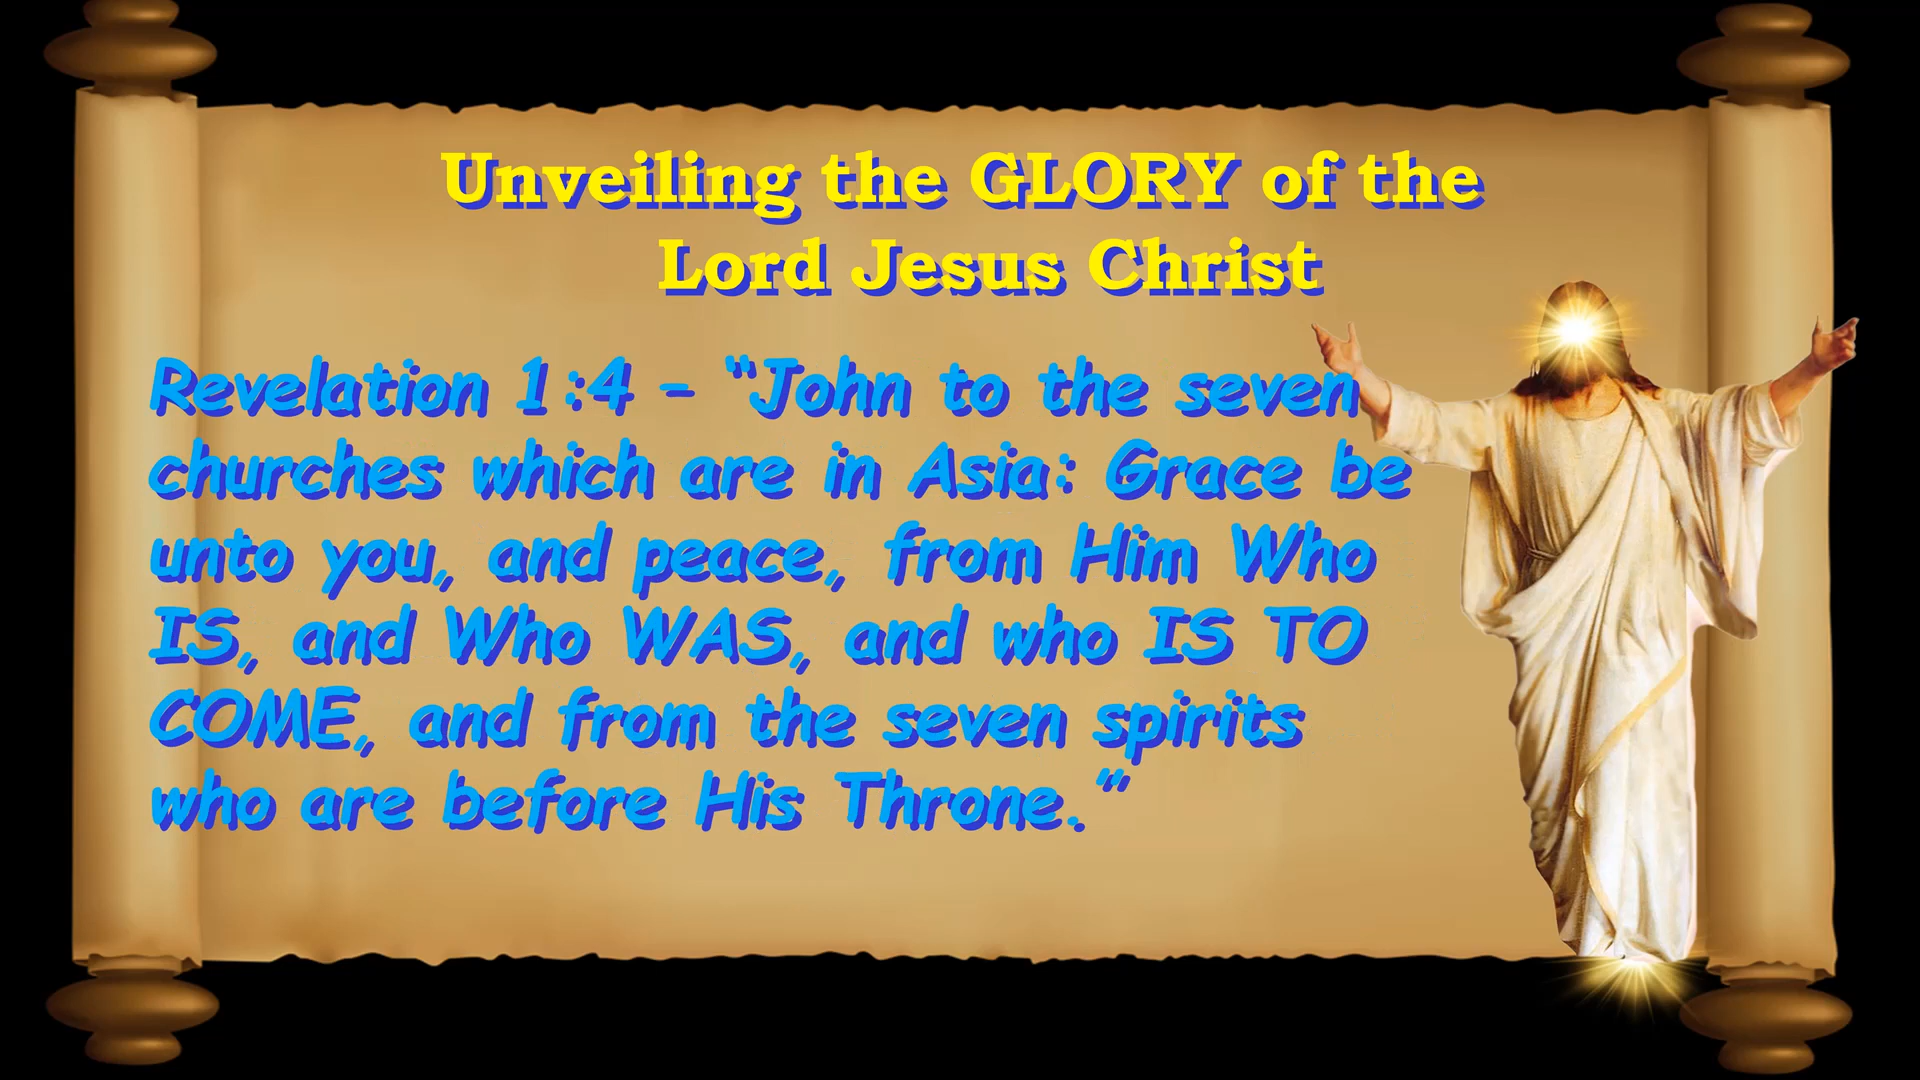 Unveiling the GLORY of the
Lord Jesus Christ
Revelation 1:4 – “John to the seven
churches which are in Asia: Grace be
unto you, and peace, from Him Who
IS, and Who WAS, and who IS TO
COME, and from the seven spirits
who are before His Throne.”